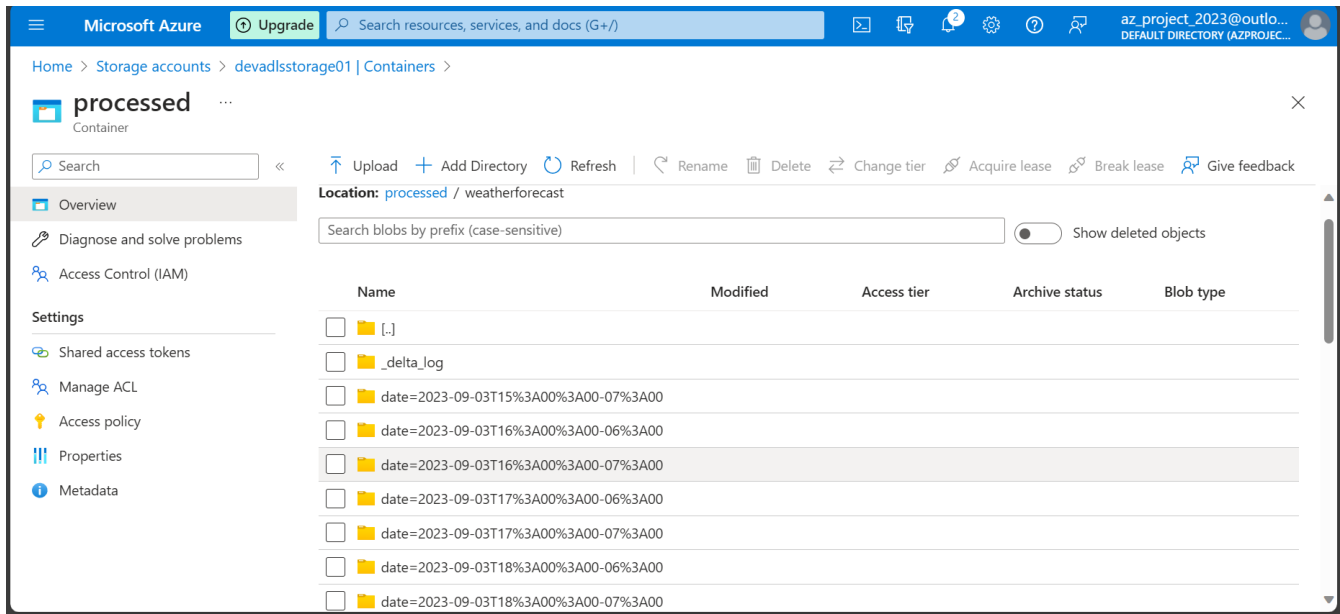 Microsoft Azure Upgrade Search resources, services, and docs (G+/) 2 az_project_2023@outlo...
DEFAULT DIRECTORY (AZPROJEC...
Home > Storage accounts > devadlsstorage01 | Containers >
processed ...
Container
Search « Upload Add Directory Refresh Rename Delete Change tier Acquire lease Break lease Give feedback
Location: processed / weatherforecast
Overview
Search blobs by prefix (case-sensitive) Show deleted objects
Diagnose and solve problems
Access Control (IAM)
Name Modified Access tier Archive status Blob type
Settings
[..]
Shared access tokens
_delta_log
Manage ACL
date=2023-09-03T15%3A00%3A00-07%3A00
Access policy
date=2023-09-03T16%3A00%3A00-06%3A00
Properties
date=2023-09-03T16%3A00%3A00-07%3A00
Metadata
date=2023-09-03T17%3A00%3A00-06%3A00
date=2023-09-03T17%3A00%3A00-07%3A00
date=2023-09-03T18%3A00%3A00-06%3A00
date=2023-09-03T18%3A00%3A00-07%3A00